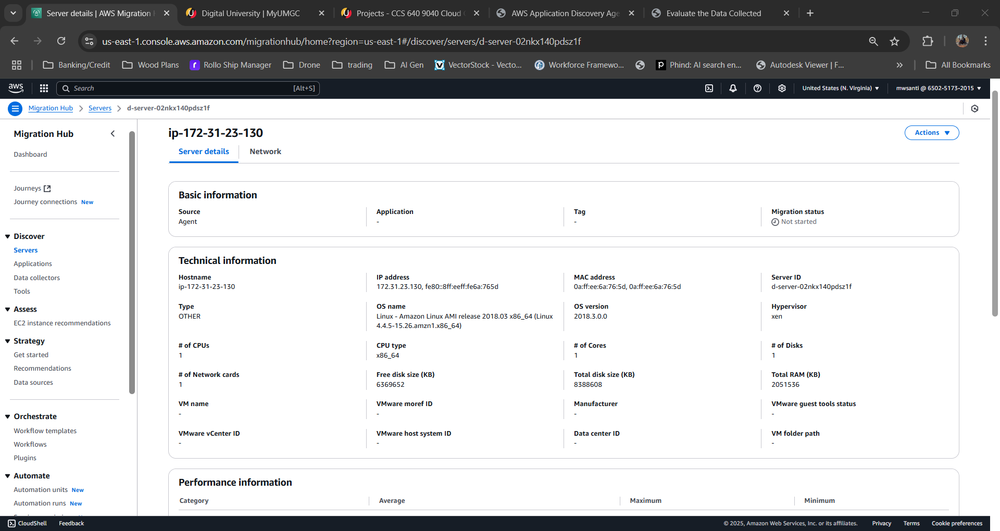 Server details | AWS Migration H
Digital University | MyUMGC
Projects - CCS 640 9040 Cloud C
AWS Application Discovery Age
Evaluate the Data Collected
us-east-1.console.aws.amazon.com/migrationhub/home?region=us-east-1#/discover/servers/d-server-02nkx140pdsz1f
Banking/Credit
Wood Plans
Rollo Ship Manager
Drone
trading
AI Gen
VectorStock - Vecto...
Workforce Framewo...
Phind: AI search en...
Autodesk Viewer | F...
All Bookmarks
aws
Search
[Alt+S]
United States (N. Virginia)
mwsanti @ 6502-5173-2015
Migration Hub
Servers
d-server-02nkx140pdsz1f
Migration Hub
Dashboard
Journeys
Journey connections New
Discover
Servers
Applications
Data collectors
Tools
Assess
EC2 instance recommendations
Strategy
Get started
Recommendations
Data sources
Orchestrate
Workflow templates
Workflows
Plugins
Automate
Automation units New
Automation runs New
ip-172-31-23-130
Actions
Server details
Network
Basic information
Source
Agent
Application
-
Tag
-
Migration status
Not started
Technical information
Hostname
ip-172-31-23-130
IP address
172.31.23.130, fe80::8ff:eeff:fe6a:765d
MAC address
0a:ff:ee:6a:76:5d, 0a:ff:ee:6a:76:5d
Server ID
d-server-02nkx140pdsz1f
Type
OTHER
OS name
Linux - Amazon Linux AMI release 2018.03 x86_64 (Linux
4.4.5-15.26.amzn1.x86_64)
OS version
2018.3.0.0
Hypervisor
xen
# of CPUs
1
CPU type
x86_64
# of Cores
1
# of Disks
1
# of Network cards
1
Free disk size (KB)
6369652
Total disk size (KB)
8388608
Total RAM (KB)
2051536
VM name
-
VMware moref ID
-
Manufacturer
-
VMware guest tools status
-
VMware vCenter ID
-
VMware host system ID
-
Data center ID
-
VM folder path
-
Performance information
Category
Average
Maximum
Minimum
CloudShell
Feedback
© 2025, Amazon Web Services, Inc. or its affiliates.
Privacy
Terms
Cookie preferences